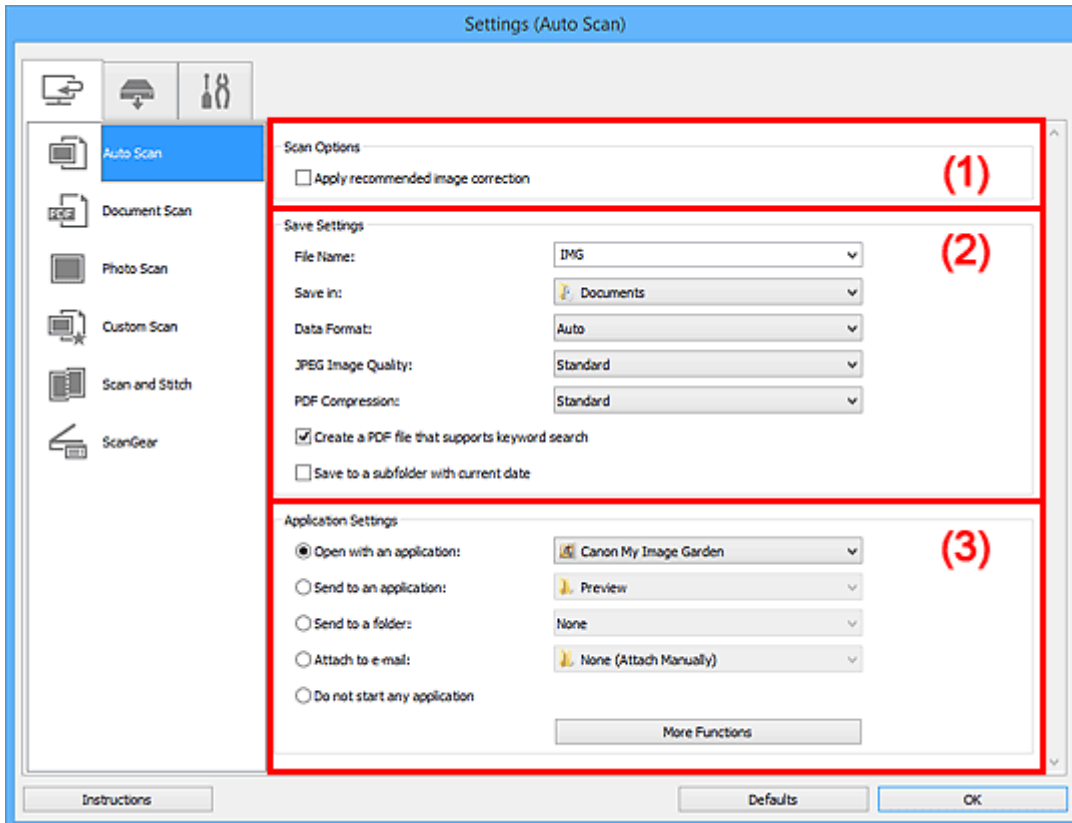 Settings (Auto Scan)
Auto Scan
Document Scan
PDF
Photo Scan
Custom Scan
Scan and Stitch
ScanGear
Scan Options
Apply recommended image correction
(1)
Save Settings
(2)
File Name: IMG
Save in: Documents
Data Format: Auto
JPEG Image Quality: Standard
PDF Compression: Standard
Create a PDF file that supports keyword search
Save to a subfolder with current date
Application Settings
(3)
Open with an application: Canon My Image Garden
Send to an application: Preview
Send to a folder: None
Attach to e-mail: None (Attach Manually)
Do not start any application
More Functions
Instructions Defaults OK